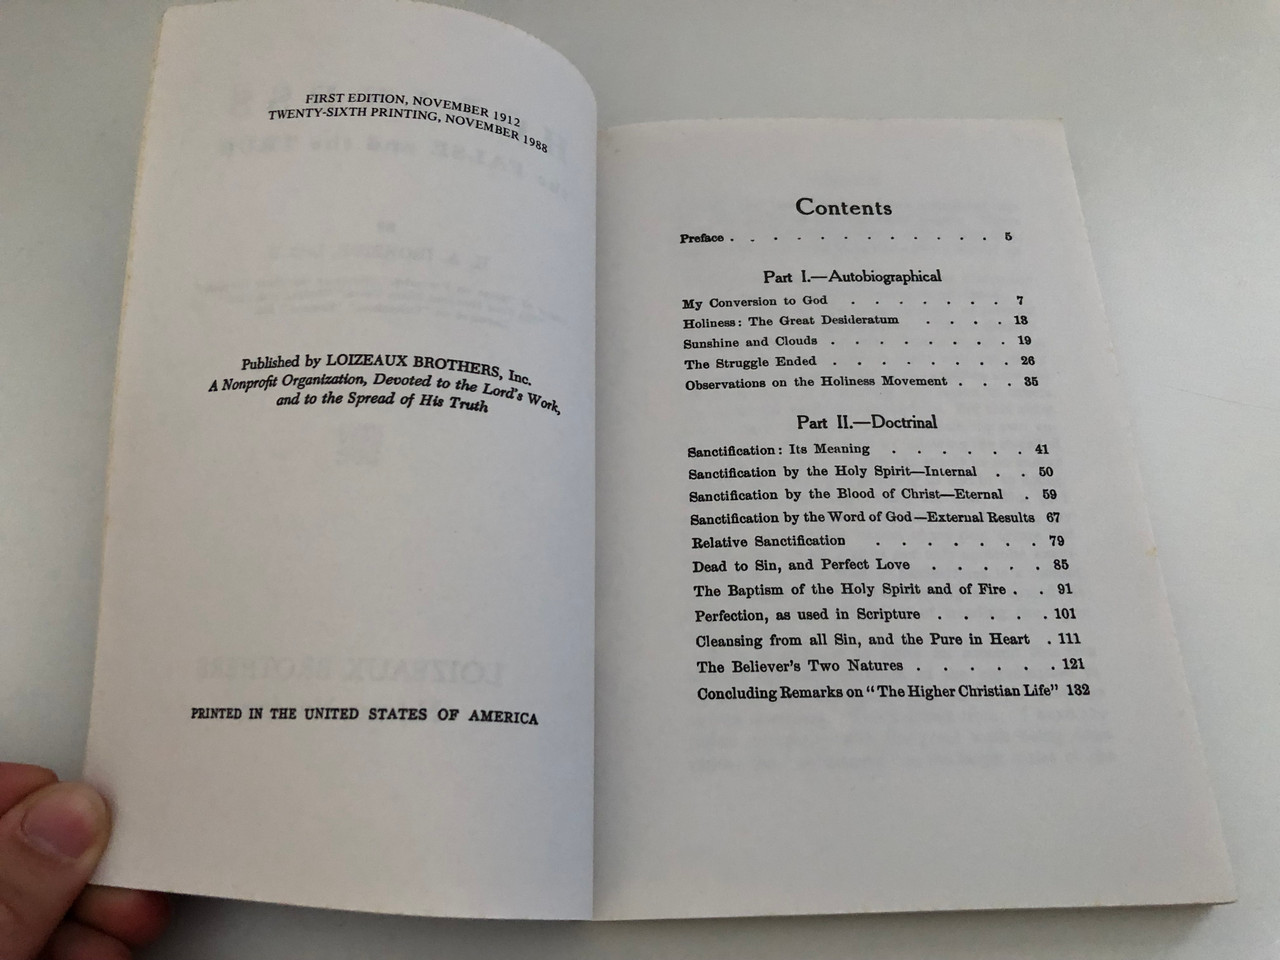 FIRST EDITION, NOVEMBER 1912
TWENTY-SIXTH PRINTING, NOVEMBER 1988
Published by LOIZEAUX BROTHERS, Inc.
A Nonprofit Organization, Devoted to the Lord's Work,
and to the Spread of His Truth
PRINTED IN THE UNITED STATES OF AMERICA
Contents
Preface . . . . . . . . . . . . . 5
Part I.—Autobiographical
My Conversion to God . . . . . . . 7
Holiness: The Great Desideratum . . . . 13
Sunshine and Clouds . . . . . . . . 19
The Struggle Ended . . . . . . . . 26
Observations on the Holiness Movement . . . 35
Part II.—Doctrinal
Sanctification: Its Meaning . . . . . . 41
Sanctification by the Holy Spirit—Internal . . 50
Sanctification by the Blood of Christ—Eternal . 59
Sanctification by the Word of God—External Results 67
Relative Sanctification . . . . . . . 79
Dead to Sin, and Perfect Love . . . . . 85
The Baptism of the Holy Spirit and of Fire . . 91
Perfection, as used in Scripture . . . . . 101
Cleansing from all Sin, and the Pure in Heart . 111
The Believer's Two Natures . . . . . . 121
Concluding Remarks on "The Higher Christian Life" 132